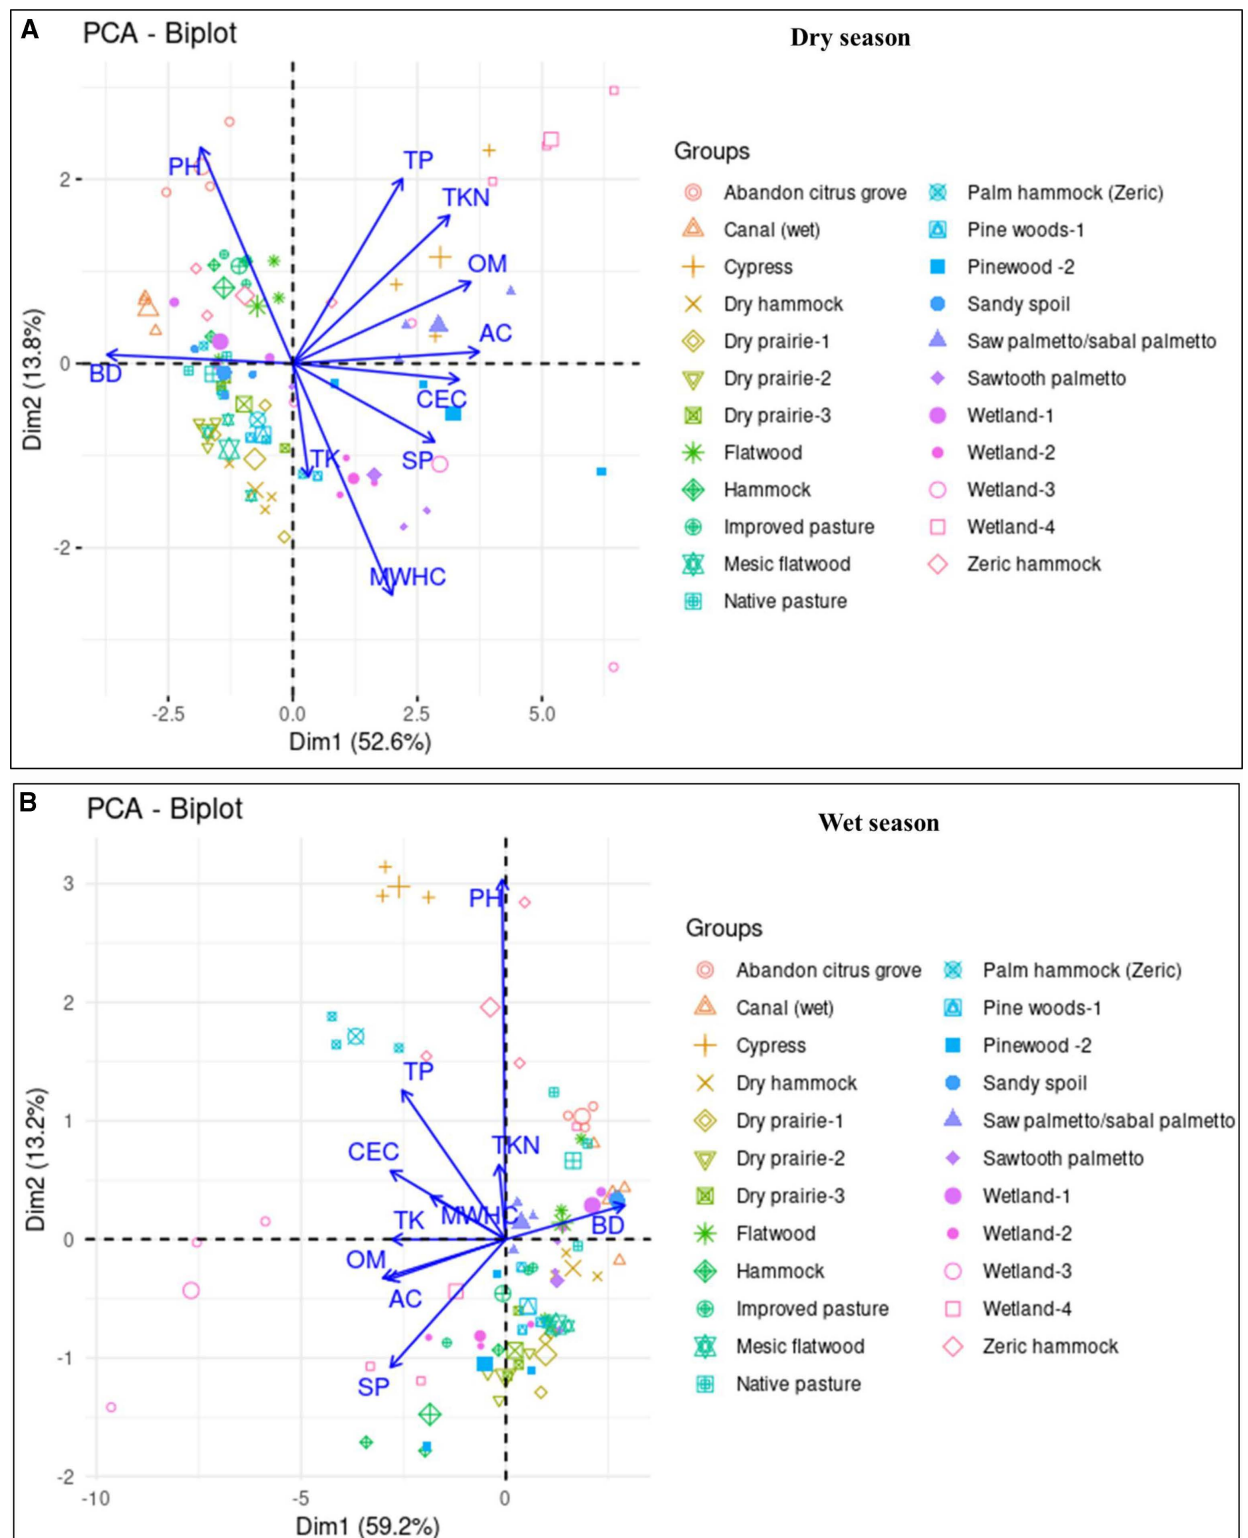 A
PCA - Biplot
Dry season
PH
TP
TKN
OM
AC
BD
CEC
SP
TK
MWHC
2
0
-2
Dim2 (13.8%)
-2.5
0.0
2.5
5.0
Dim1 (52.6%)
Groups
Abandon citrus grove
Canal (wet)
Cypress
Dry hammock
Dry prairie-1
Dry prairie-2
Dry prairie-3
Flatwood
Hammock
Improved pasture
Mesic flatwood
Native pasture
Palm hammock (Zeric)
Pine woods-1
Pinewood -2
Sandy spoil
Saw palmetto/sabal palmetto
Sawtooth palmetto
Wetland-1
Wetland-2
Wetland-3
Wetland-4
Zeric hammock
B
PCA - Biplot
Wet season
PH
TP
TKN
CEC
MWHC
TK
BD
OM
AC
SP
3
2
1
0
-1
-2
Dim2 (13.2%)
-10
-5
0
Dim1 (59.2%)
Groups
Abandon citrus grove
Canal (wet)
Cypress
Dry hammock
Dry prairie-1
Dry prairie-2
Dry prairie-3
Flatwood
Hammock
Improved pasture
Mesic flatwood
Native pasture
Palm hammock (Zeric)
Pine woods-1
Pinewood -2
Sandy spoil
Saw palmetto/sabal palmetto
Sawtooth palmetto
Wetland-1
Wetland-2
Wetland-3
Wetland-4
Zeric hammock